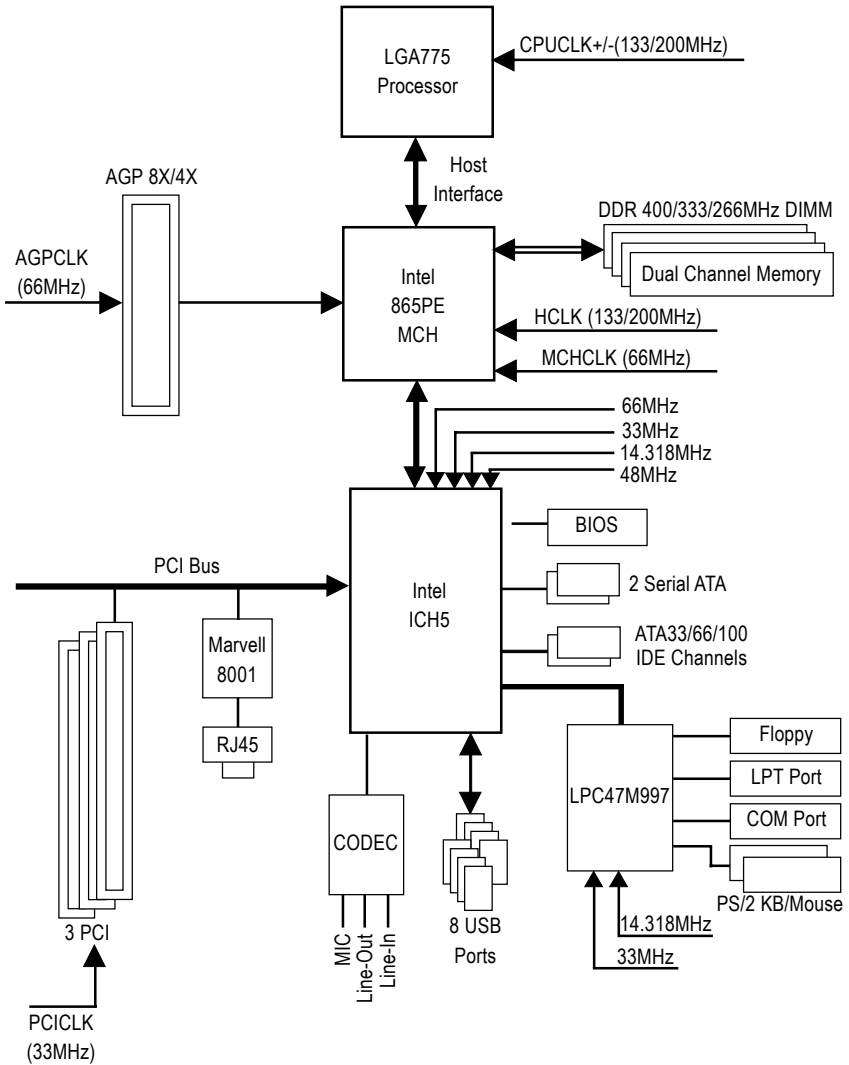 LGA775
Processor
CPUCLK+/-(133/200MHz)
Host
Interface
AGP 8X/4X
AGPCLK
(66MHz)
DDR 400/333/266MHz DIMM
Dual Channel Memory
Intel
865PE
MCH
HCLK (133/200MHz)
MCHCLK (66MHz)
66MHz
33MHz
14.318MHz
48MHz
BIOS
PCI Bus
Intel
ICH5
2 Serial ATA
ATA33/66/100
IDE Channels
Marvell
8001
RJ45
LPC47M997
Floppy
LPT Port
COM Port
PS/2 KB/Mouse
CODEC
MIC
Line-Out
Line-In
8 USB
Ports
14.318MHz
33MHz
3 PCI
PCICLK
(33MHz)